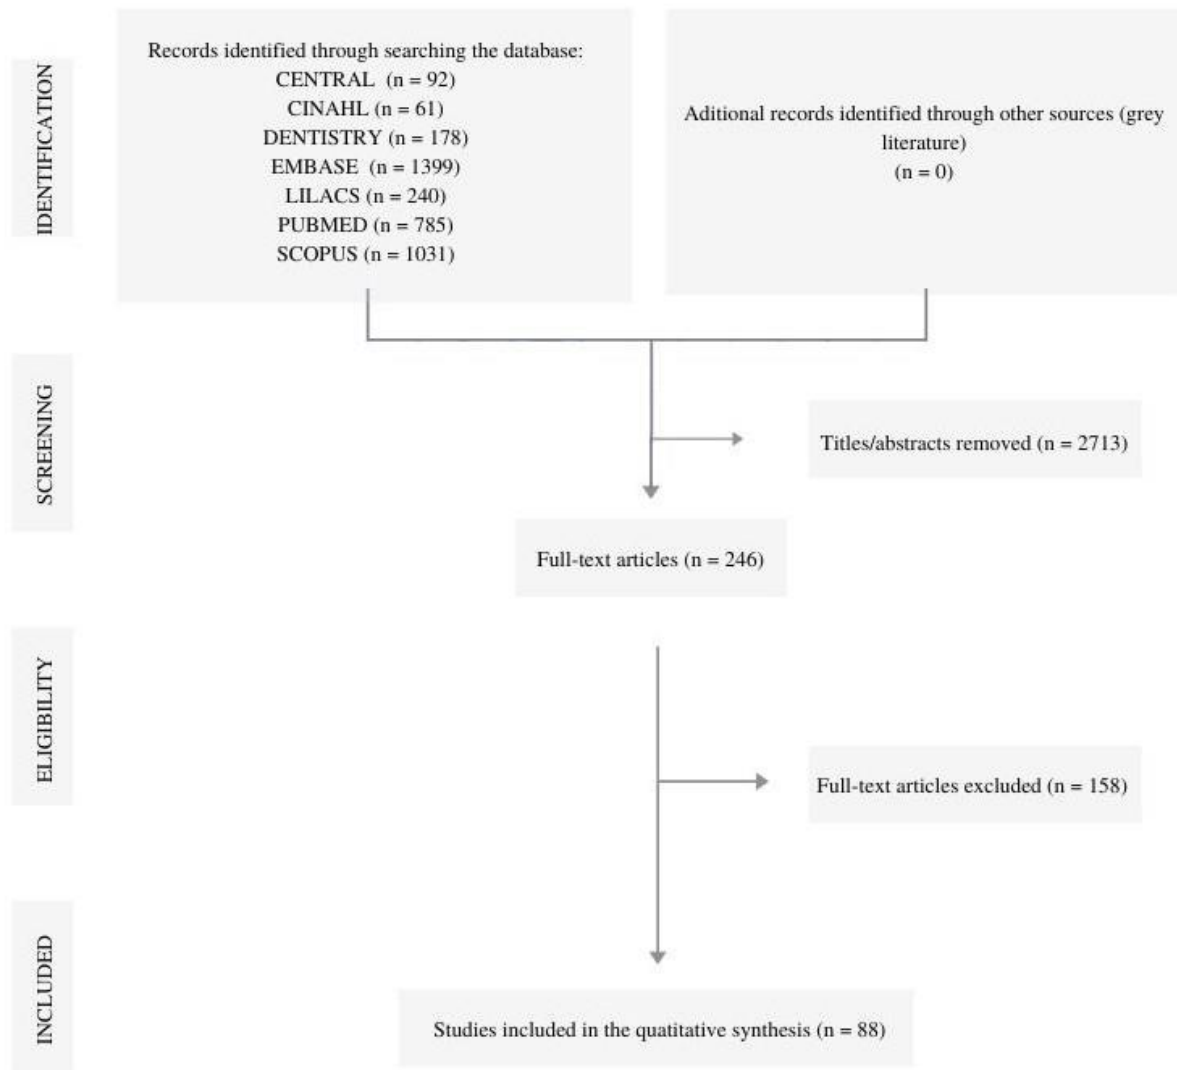 IDENTIFICATION
Records identified through searching the database:
CENTRAL (n = 92)
CINAHL (n = 61)
DENTISTRY (n = 178)
EMBASE (n = 1399)
LILACS (n = 240)
PUBMED (n = 785)
SCOPUS (n = 1031)
Aditional records identified through other sources (grey
literature)
(n = 0)
SCREENING
Titles/abstracts removed (n = 2713)
Full-text articles (n = 246)
ELIGIBILITY
Full-text articles excluded (n = 158)
INCLUDED
Studies included in the quatitative synthesis (n = 88)